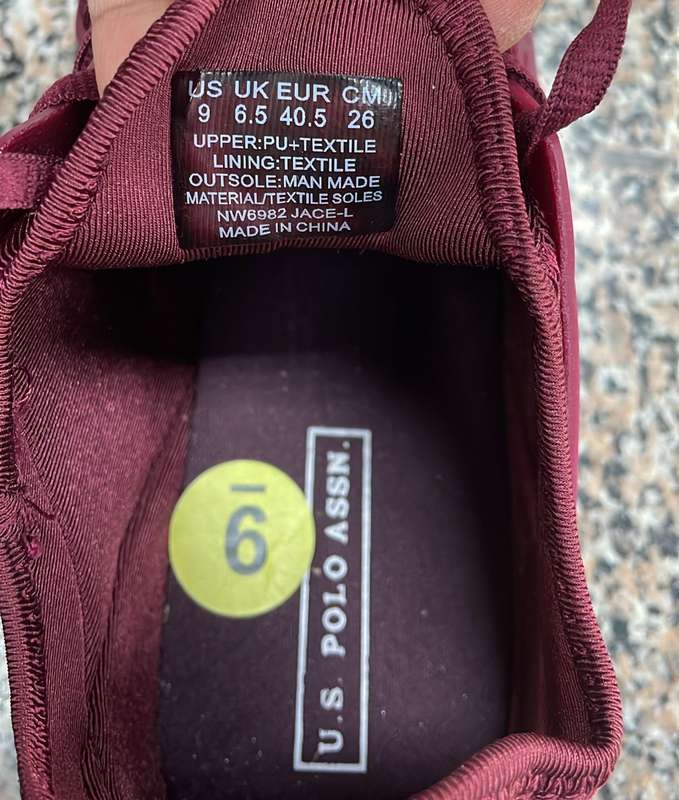 US UK EUR CM
9 6.5 40.5 26
UPPER:PU+TEXTILE
LINING:TEXTILE
OUTSOLE:MAN MADE
MATERIAL/TEXTILE SOLES
NW6982 JACE-L
MADE IN CHINA
9
U.S. POLO ASSN.